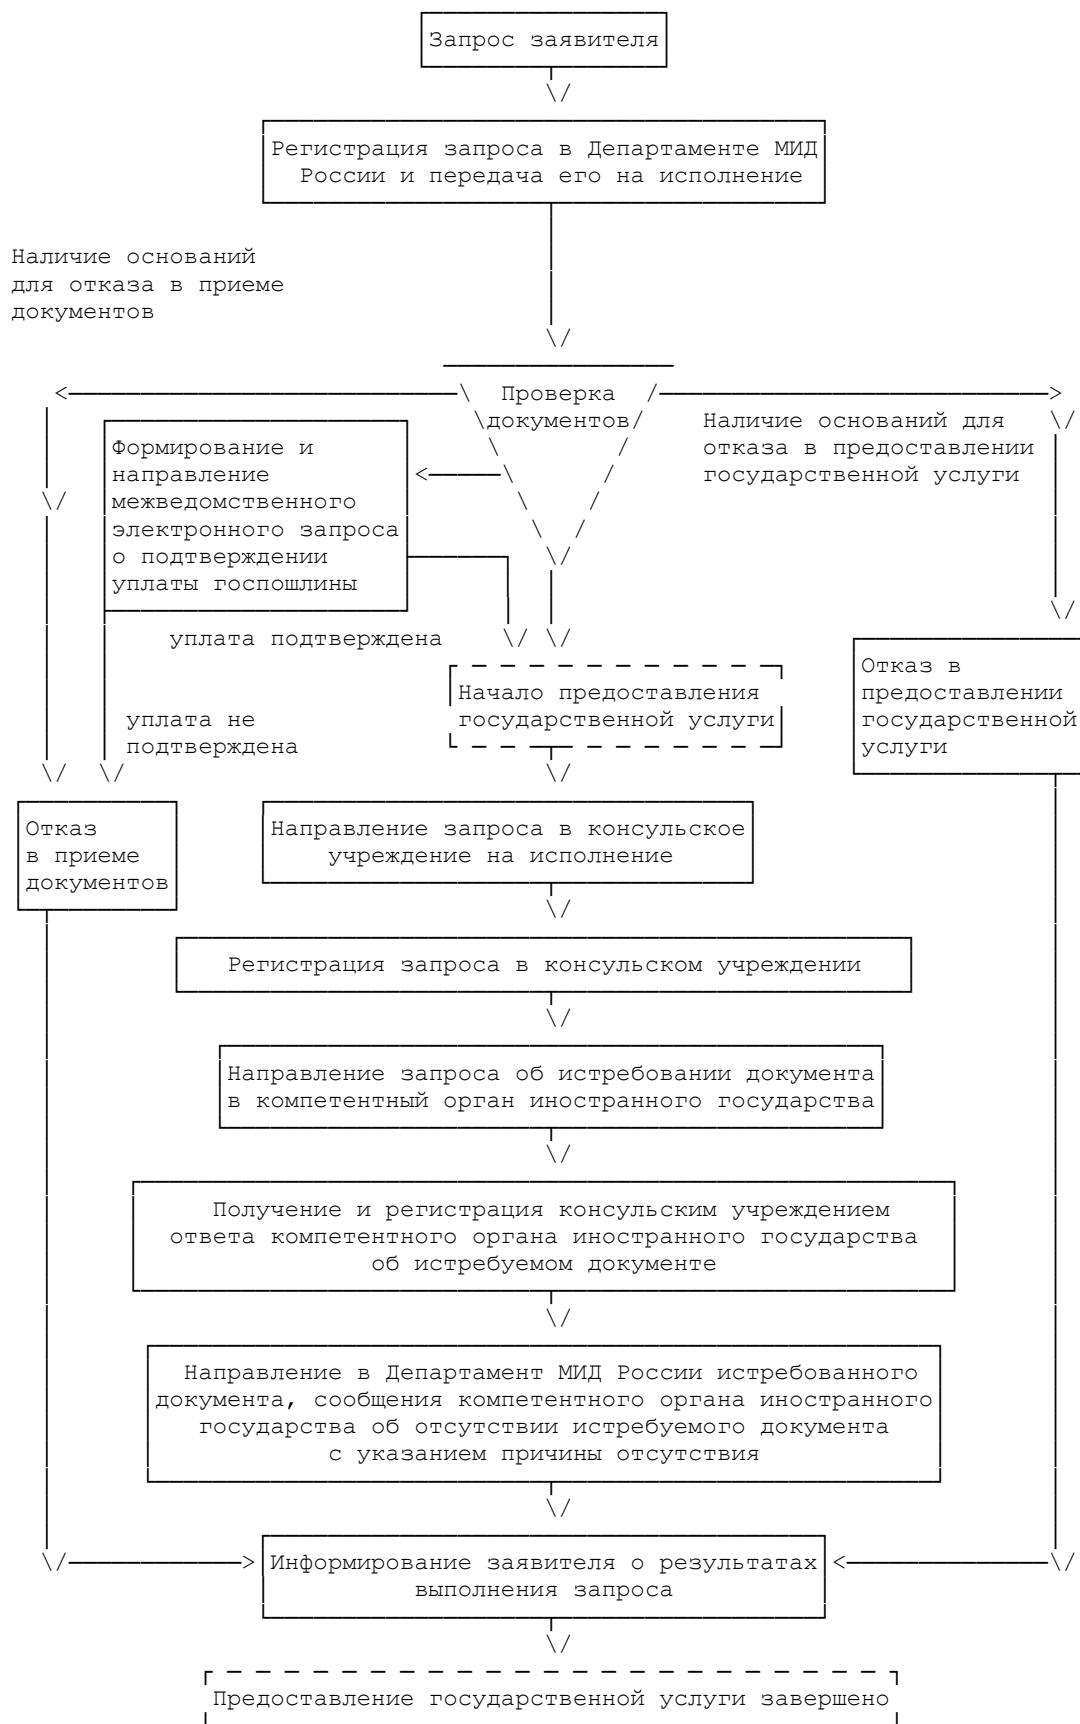 Запрос заявителя
Регистрация запроса в Департаменте МИД
России и передача его на исполнение
Наличие оснований
для отказа в приеме
документов
Проверка
документов
Наличие оснований для
отказа в предоставлении
государственной услуги
Формирование и
направление
межведомственного
электронного запроса
о подтверждении
уплаты госпошлины
уплата подтверждена
уплата не
подтверждена
Начало предоставления
государственной услуги
Отказ в
предоставлении
государственной
услуги
Отказ
в приеме
документов
Направление запроса в консульское
учреждение на исполнение
Регистрация запроса в консульском учреждении
Направление запроса об истребовании документа
в компетентный орган иностранного государства
Получение и регистрация консульским учреждением
ответа компетентного органа иностранного государства
об истребуемом документе
Направление в Департамент МИД России истребованного
документа, сообщения компетентного органа иностранного
государства об отсутствии истребуемого документа
с указанием причины отсутствия
Информирование заявителя о результатах
выполнения запроса
Предоставление государственной услуги завершено